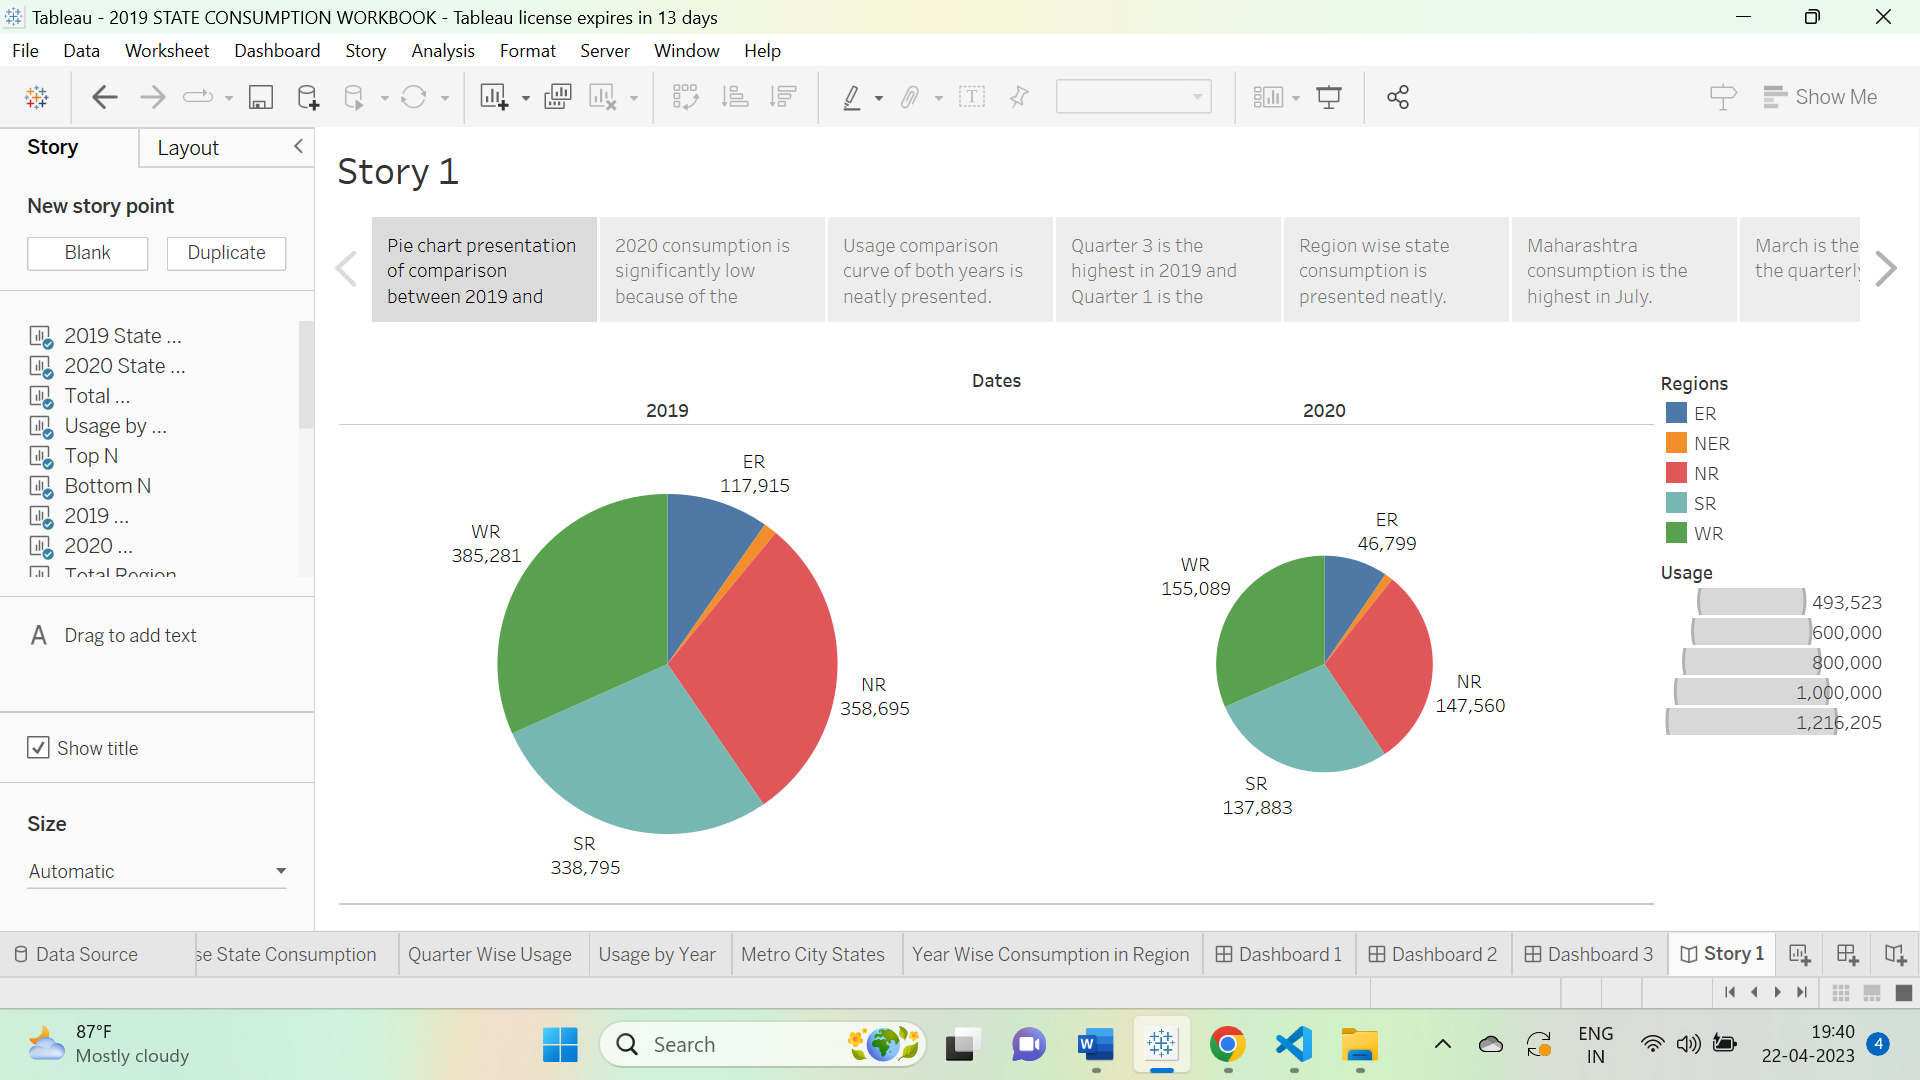 Tableau - 2019 STATE CONSUMPTION WORKBOOK - Tableau license expires in 13 days
File Data Worksheet Dashboard Story Analysis Format Server Window Help
Show Me
Story Layout
New story point
Blank Duplicate
2019 State ...
2020 State ...
Total ...
Usage by ...
Top N
Bottom N
2019 ...
2020 ...
Total Region
A Drag to add text
Show title
Size
Automatic
Story 1
Pie chart presentation
of comparison
between 2019 and
2020 consumption is
significantly low
because of the
Usage comparison
curve of both years is
neatly presented.
Quarter 3 is the
highest in 2019 and
Quarter 1 is the
Region wise state
consumption is
presented neatly.
Maharashtra
consumption is the
highest in July.
March is the
the quarterly
Dates
2019
2020
ER
117,915
WR
385,281
NR
358,695
SR
338,795
ER
46,799
WR
155,089
NR
147,560
SR
137,883
Regions
ER
NER
NR
SR
WR
Usage
493,523
600,000
800,000
1,000,000
1,216,205
Data Source se State Consumption Quarter Wise Usage Usage by Year Metro City States Year Wise Consumption in Region Dashboard 1 Dashboard 2 Dashboard 3 Story 1
87°F
Mostly cloudy
Search
ENG
IN
19:40
22-04-2023
4